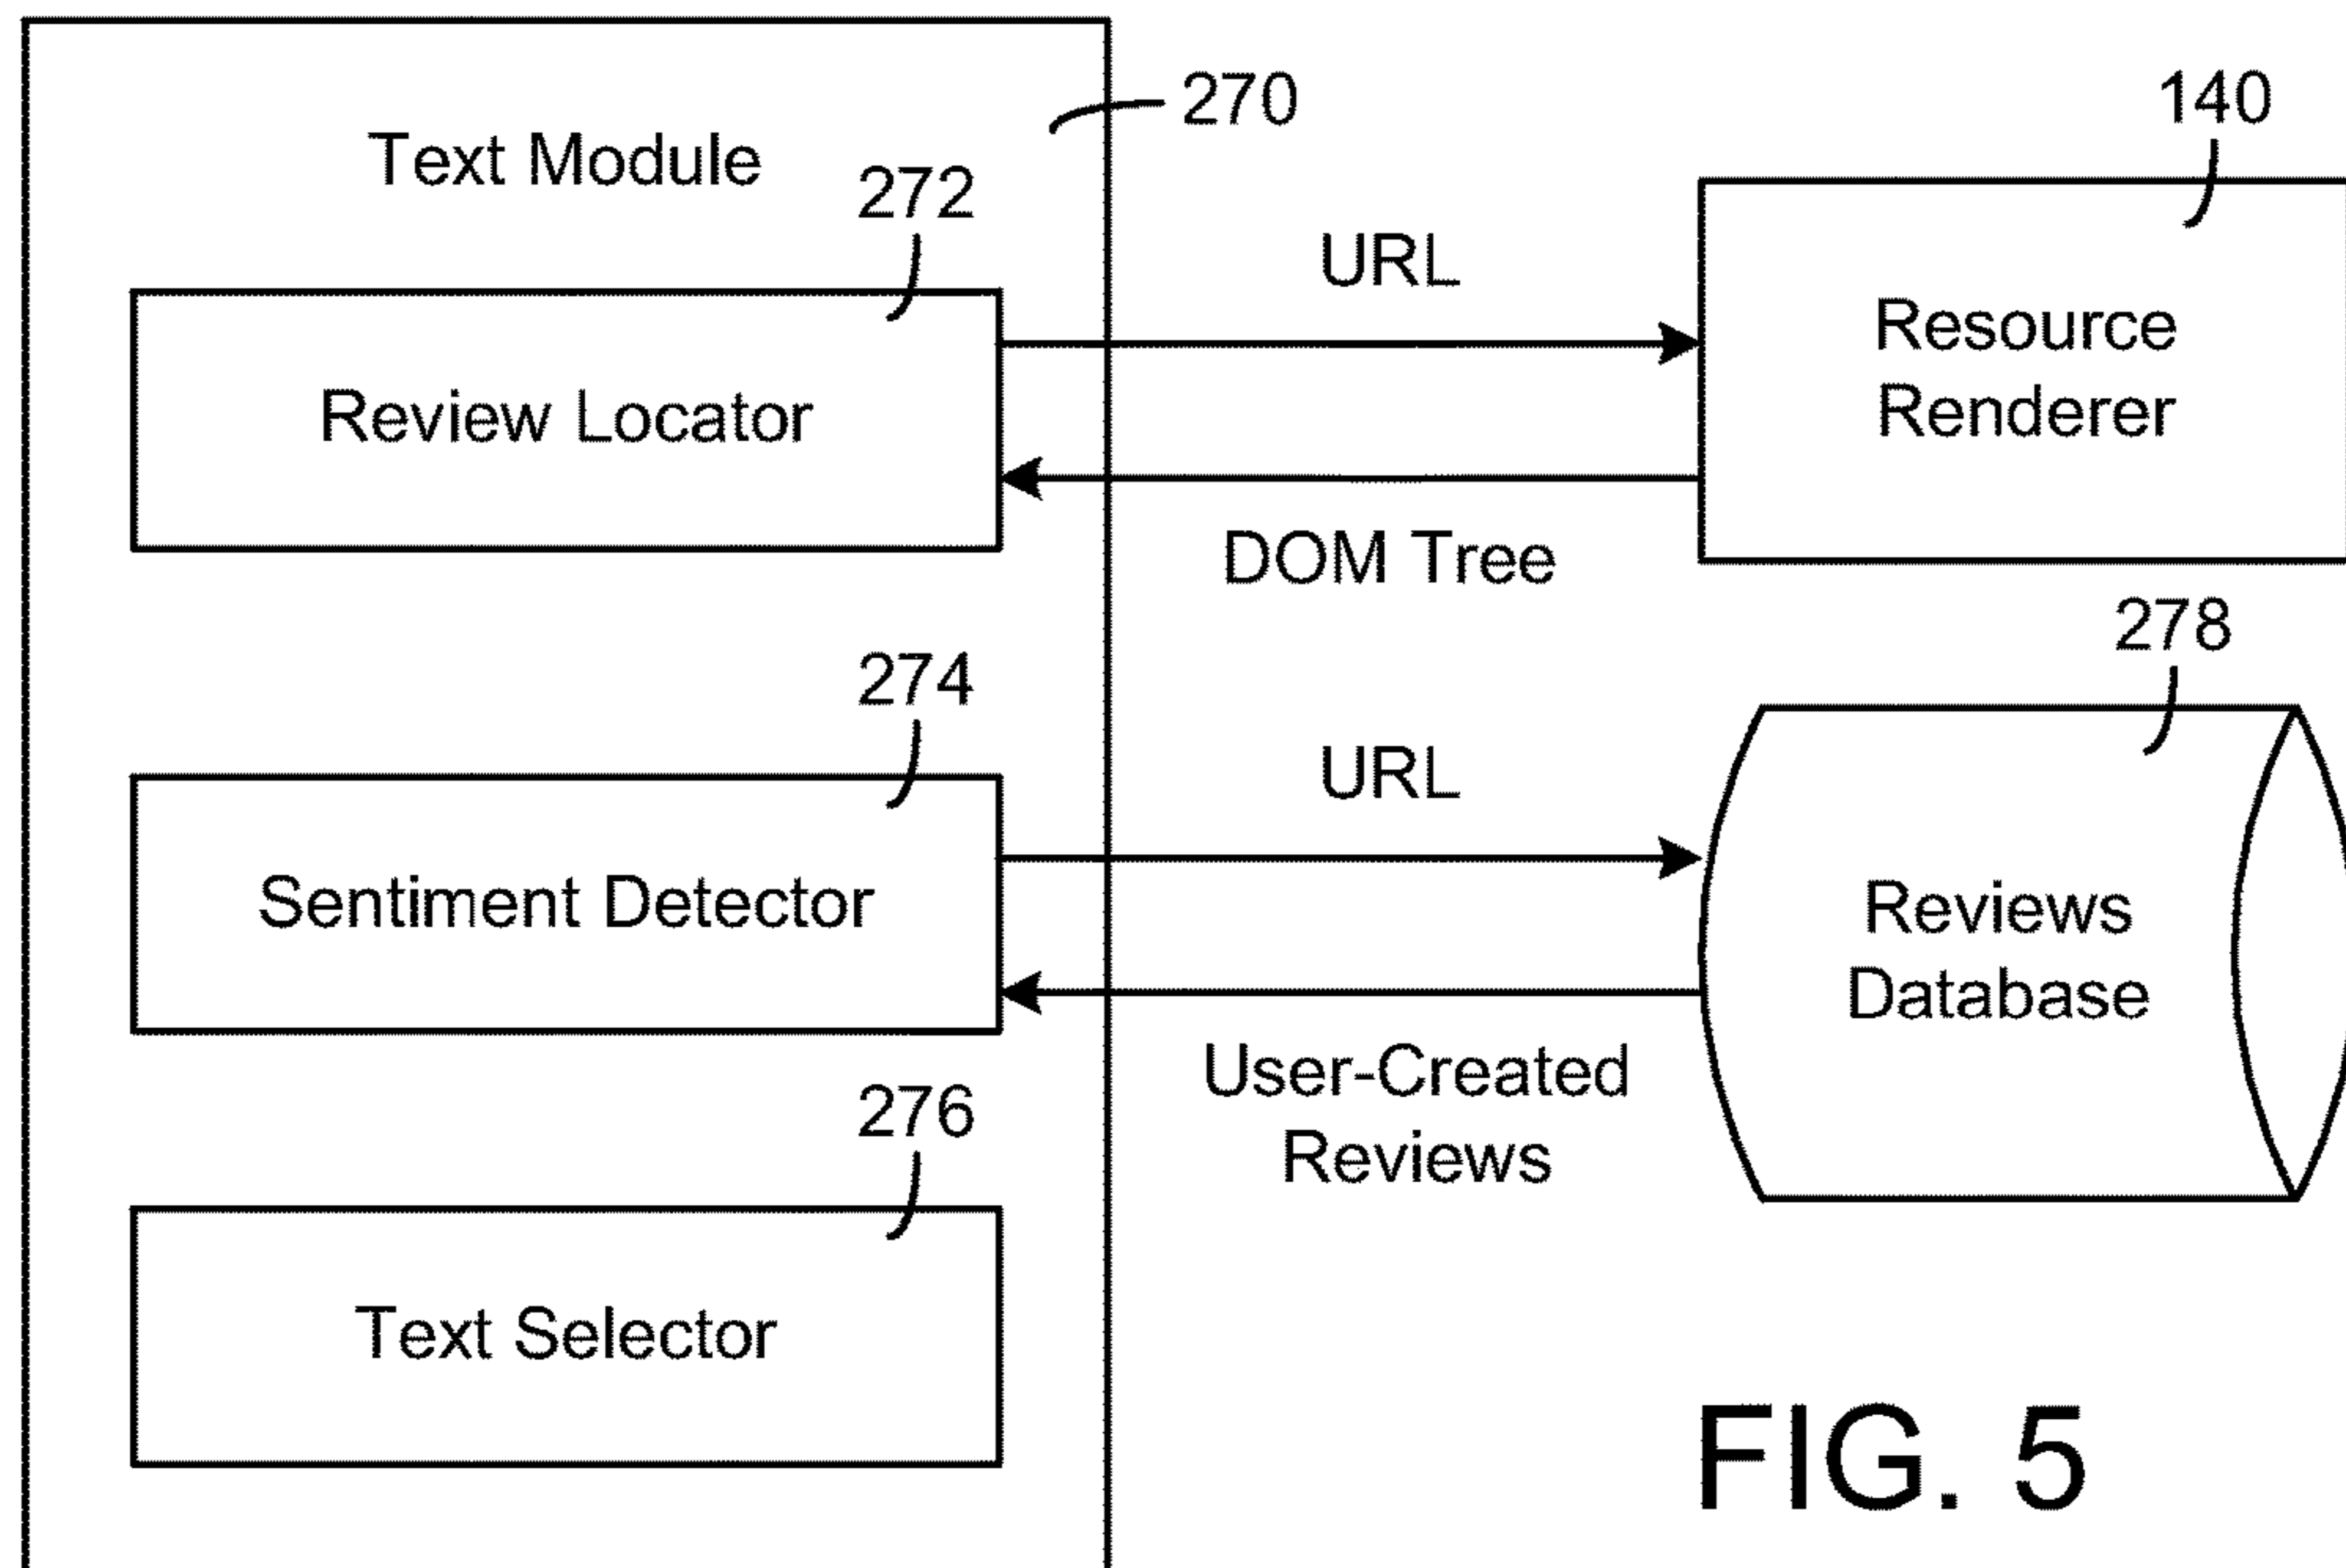 270
140
Text Module
272
URL
Resource
Renderer
Review Locator
DOM Tree
278
274
URL
Sentiment Detector
Reviews
Database
User-Created
Reviews
276
Text Selector
FIG. 5